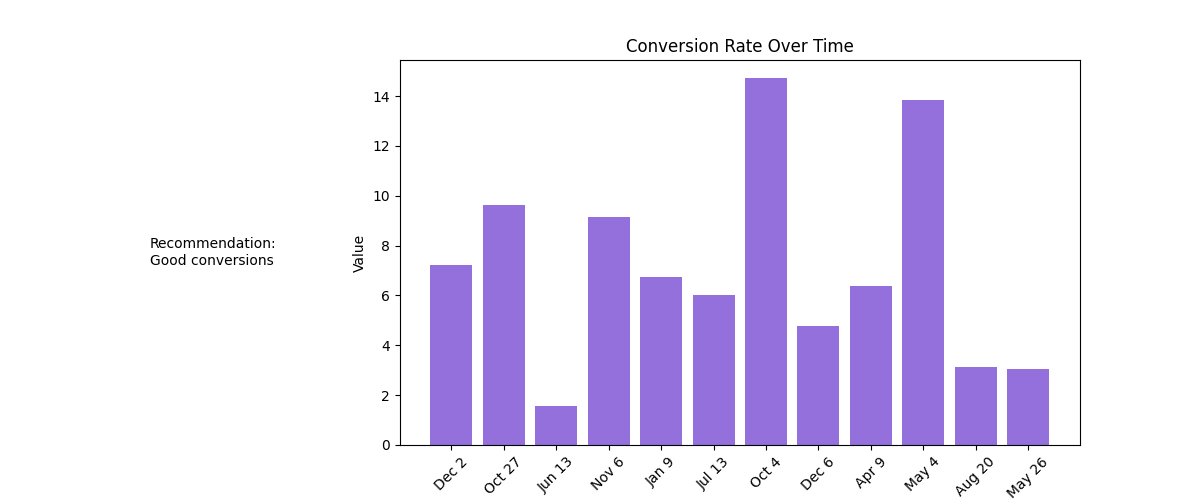 Conversion Rate Over Time
Recommendation:
Good conversions
Value
14
12
10
8
6
4
2
0
Dec 2
Oct 27
Jun 13
Nov 6
Jan 9
Jul 13
Oct 4
Dec 6
Apr 9
May 4
Aug 20
May 26